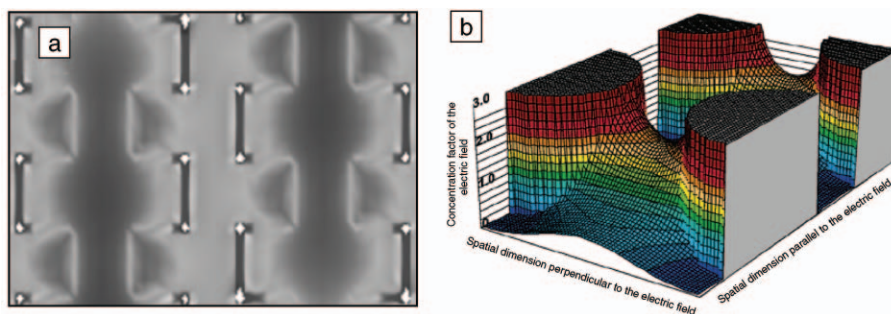 a
b
3.0
2.0
1.0
0
Concentration factor of the
electric field
Spatial dimension perpendicular to the electric field
Spatial dimension parallel to the electric field